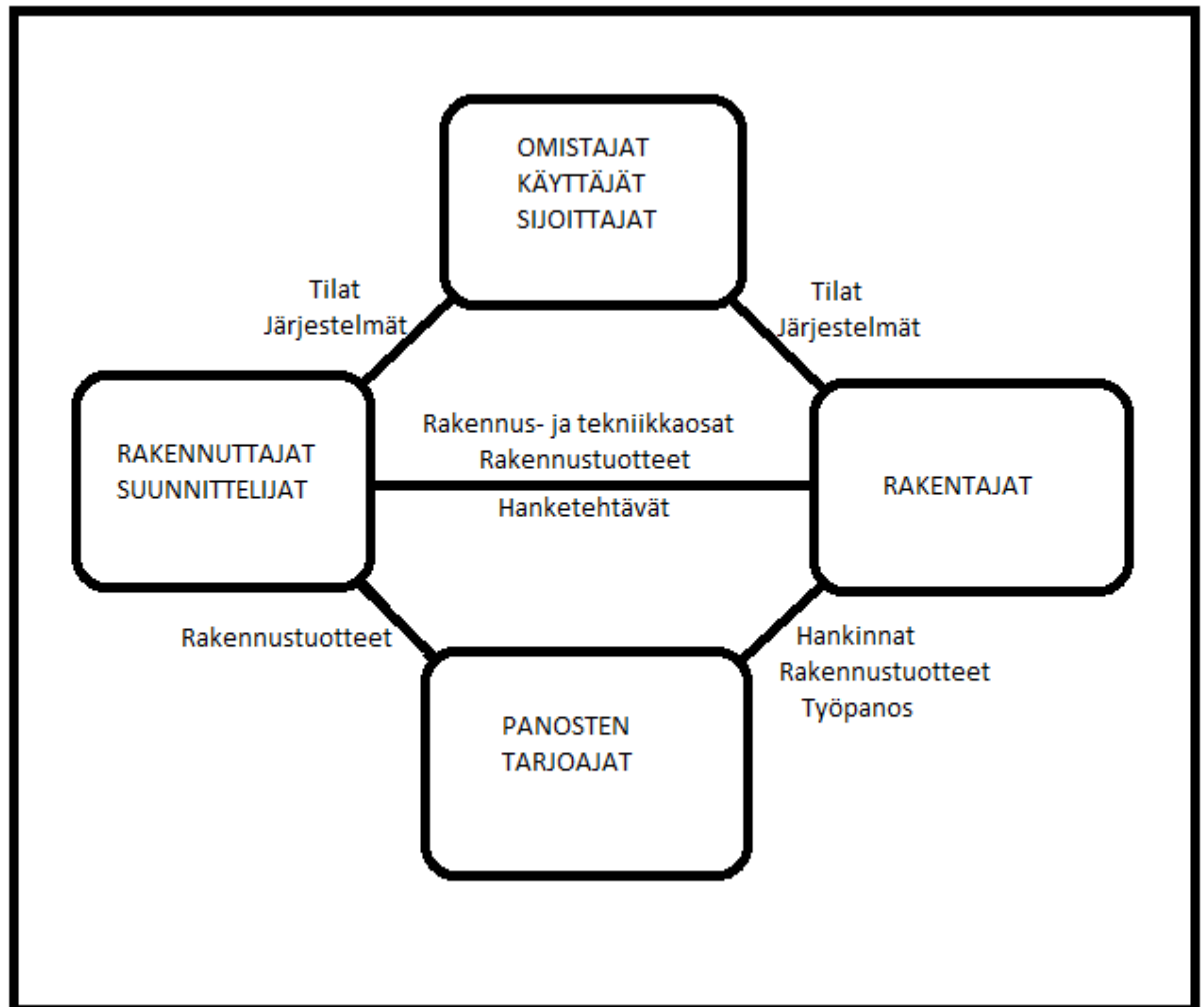 OMISTAJAT
KÄYTTÄJÄT
SIJOITTAJAT
Tilat
Järjestelmät
Tilat
Järjestelmät
RAKENNUTTAJAT
SUUNNITTELIJAT
Rakennus- ja tekniikkaosat
Rakennustuotteet
Hanketehtävät
RAKENTAJAT
Rakennustuotteet
Hankinnat
Rakennustuotteet
Työpanos
PANOSTEN
TARJOAJAT